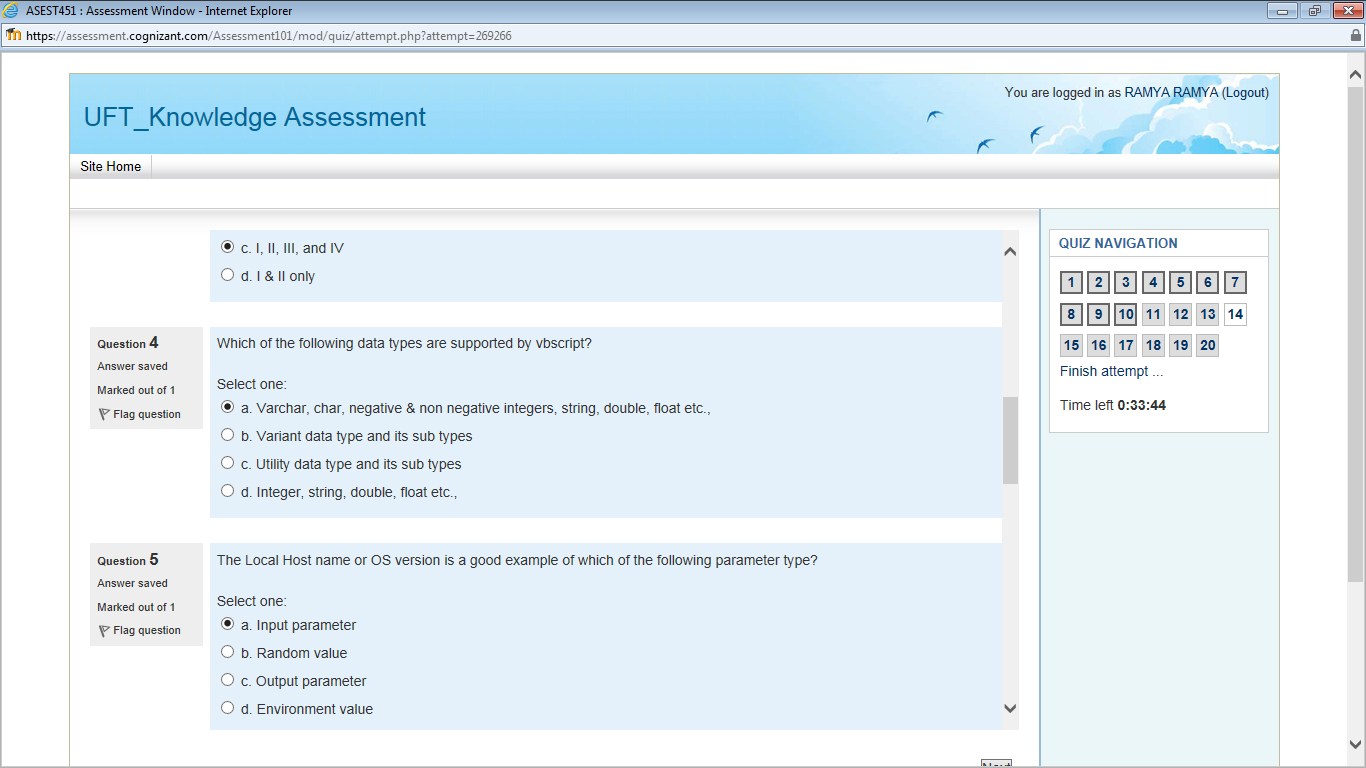 ASEST451 : Assessment Window - Internet Explorer
https://assessment.cognizant.com/Assessment101/mod/quiz/attempt.php?attempt=269266
You are logged in as RAMYA RAMYA (Logout)
UFT_Knowledge Assessment
Site Home
c. I, II, III, and IV
d. I & II only
Question 4
Answer saved
Marked out of 1
Flag question
Which of the following data types are supported by vbscript?
Select one:
a. Varchar, char, negative & non negative integers, string, double, float etc.,
b. Variant data type and its sub types
c. Utility data type and its sub types
d. Integer, string, double, float etc.,
Question 5
Answer saved
Marked out of 1
Flag question
The Local Host name or OS version is a good example of which of the following parameter type?
Select one:
a. Input parameter
b. Random value
c. Output parameter
d. Environment value
Next
QUIZ NAVIGATION
1 2 3 4 5 6 7
8 9 10 11 12 13 14
15 16 17 18 19 20
Finish attempt ...
Time left 0:33:44